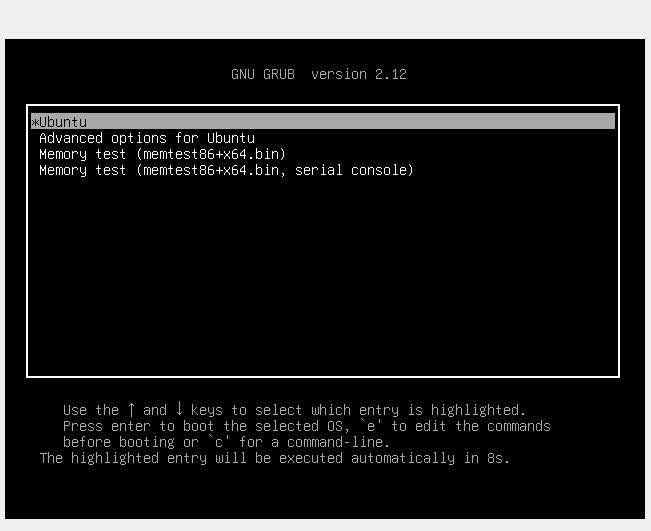 GNU GRUB  version 2.12
*Ubuntu
Advanced options for Ubuntu
Memory test (memtest86+x64.bin)
Memory test (memtest86+x64.bin, serial console)
Use the ↑ and ↓ keys to select which entry is highlighted.
Press enter to boot the selected OS, `e' to edit the commands
before booting or `c' for a command-line.
The highlighted entry will be executed automatically in 8s.